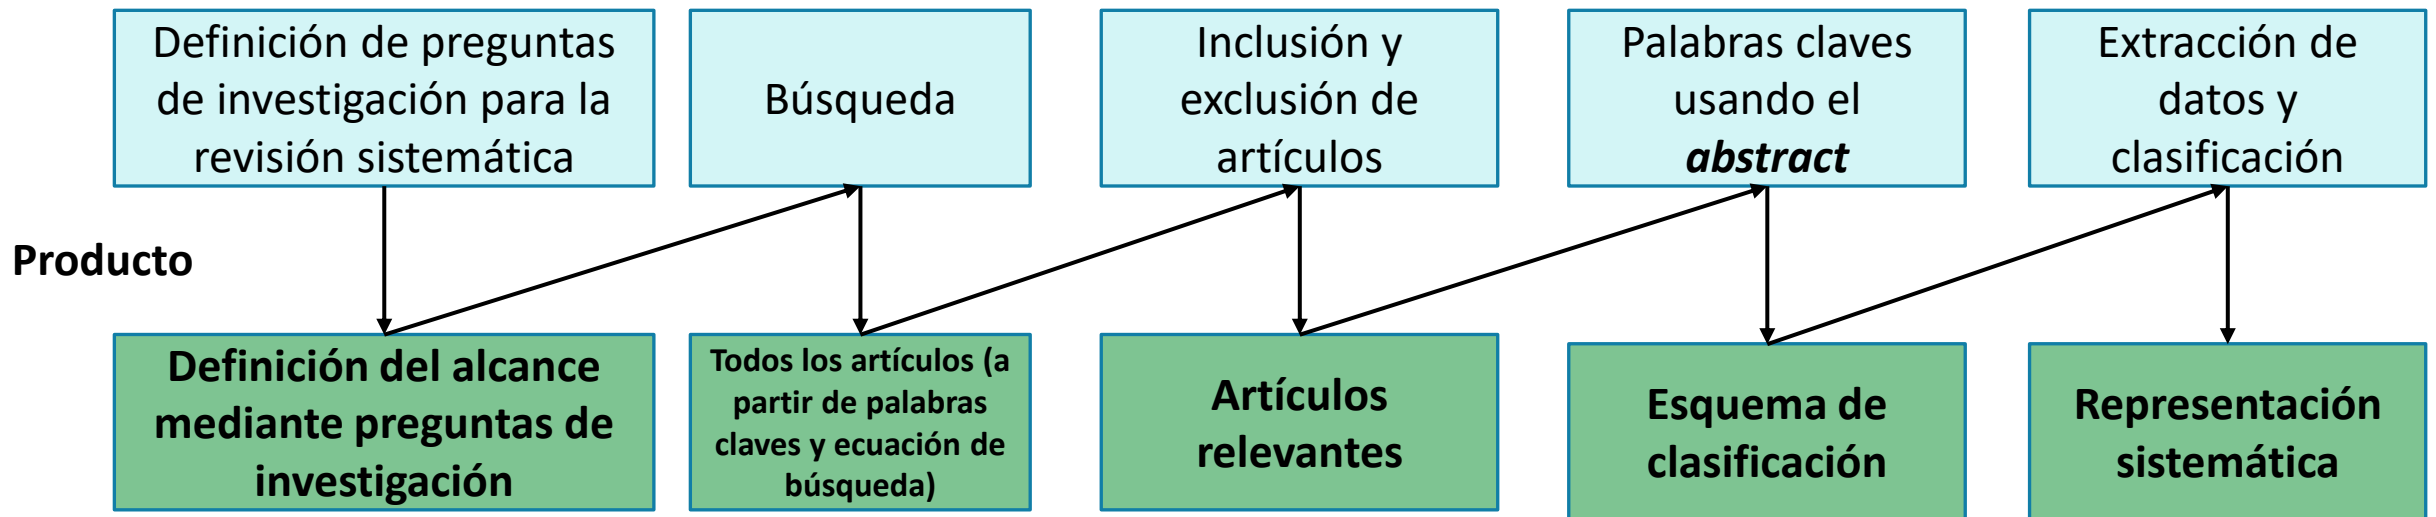 Definición de preguntas
de investigación para la
revisión sistemática
Búsqueda
Inclusión y
exclusión de
artículos
Palabras claves
usando el
abstract
Extracción de
datos y
clasificación
Producto
Definición del alcance
mediante preguntas de
investigación
Todos los artículos (a
partir de palabras
claves y ecuación de
búsqueda)
Artículos
relevantes
Esquema de
clasificación
Representación
sistemática